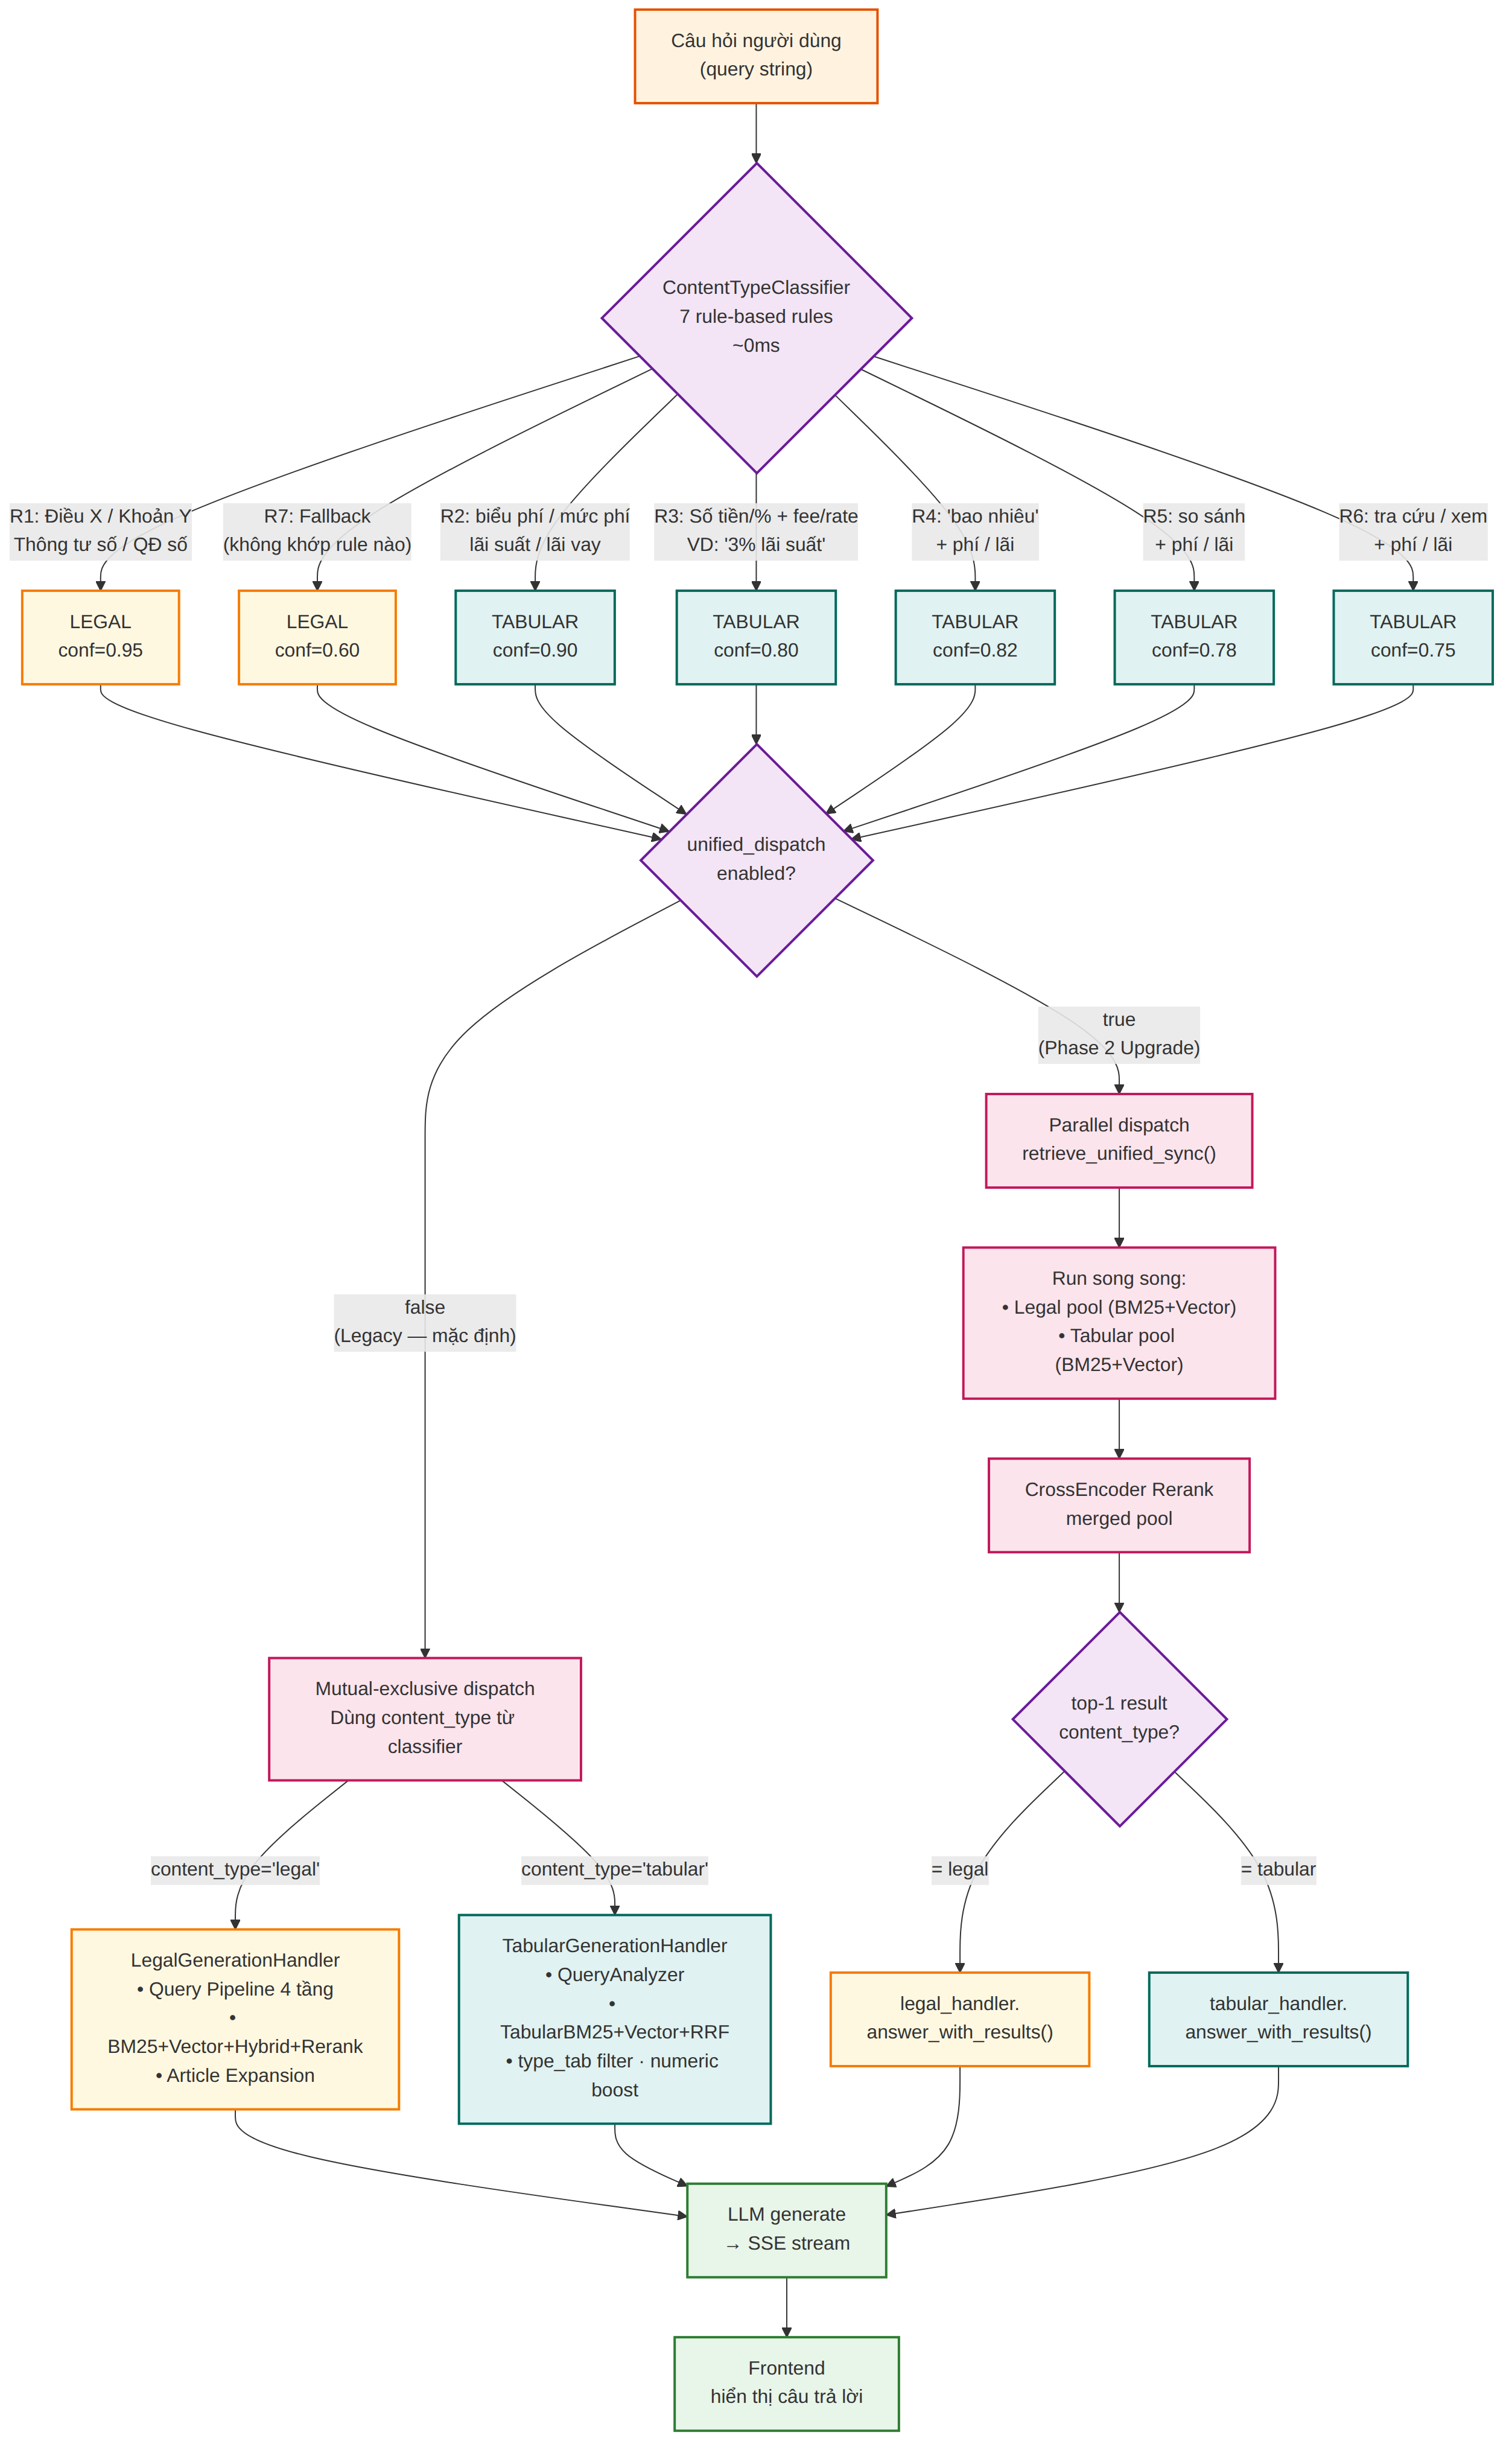 Câu hỏi người dùng
(query string)
ContentTypeClassifier
7 rule-based rules
~0ms
R1: Điều X / Khoản Y
Thông tư số / QĐ số
R7: Fallback
(không khớp rule nào)
R2: biểu phí / mức phí
lãi suất / lãi vay
R3: Số tiền/% + fee/rate
VD: '3% lãi suất'
R4: 'bao nhiêu'
+ phí / lãi
R5: so sánh
+ phí / lãi
R6: tra cứu / xem
+ phí / lãi
LEGAL
conf=0.95
LEGAL
conf=0.60
TABULAR
conf=0.90
TABULAR
conf=0.80
TABULAR
conf=0.82
TABULAR
conf=0.78
TABULAR
conf=0.75
unified_dispatch
enabled?
true
(Phase 2 Upgrade)
Parallel dispatch
retrieve_unified_sync()
Run song song:
• Legal pool (BM25+Vector)
• Tabular pool
(BM25+Vector)
false
(Legacy — mặc định)
CrossEncoder Rerank
merged pool
Mutual-exclusive dispatch
Dùng content_type từ
classifier
top-1 result
content_type?
content_type='legal'
content_type='tabular'
= legal
= tabular
LegalGenerationHandler
• Query Pipeline 4 tầng
•
BM25+Vector+Hybrid+Rerank
• Article Expansion
TabularGenerationHandler
• QueryAnalyzer
•
TabularBM25+Vector+RRF
• type_tab filter · numeric
boost
legal_handler.
answer_with_results()
tabular_handler.
answer_with_results()
LLM generate
→ SSE stream
Frontend
hiển thị câu trả lời